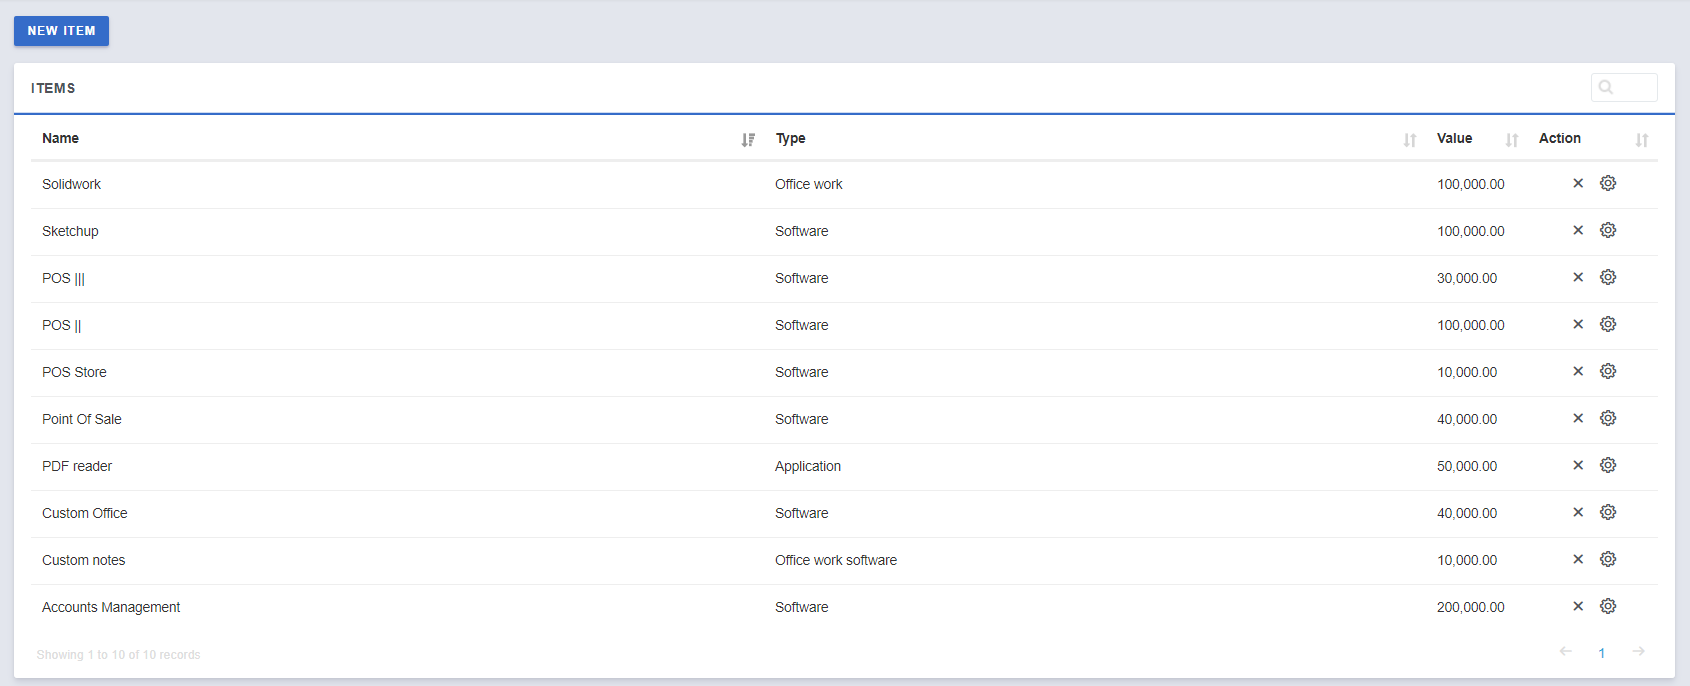 NEW ITEM
ITEMS
Name Type Value Action
Solidwork Office work 100,000.00
Sketchup Software 100,000.00
POS ||| Software 30,000.00
POS || Software 100,000.00
POS Store Software 10,000.00
Point Of Sale Software 40,000.00
PDF reader Application 50,000.00
Custom Office Software 40,000.00
Custom notes Office work software 10,000.00
Accounts Management Software 200,000.00
Showing 1 to 10 of 10 records 1